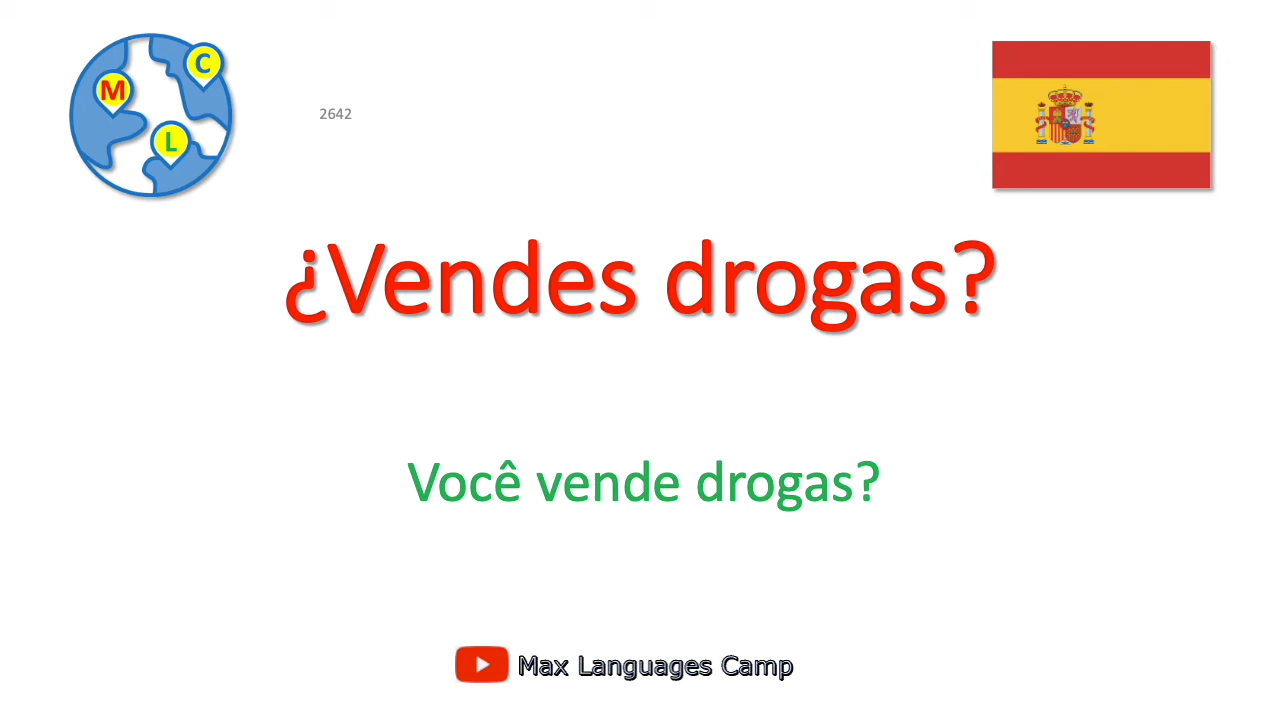 C
M
L
2642
¿Vendes drogas?
Você vende drogas?
Max Languages Camp